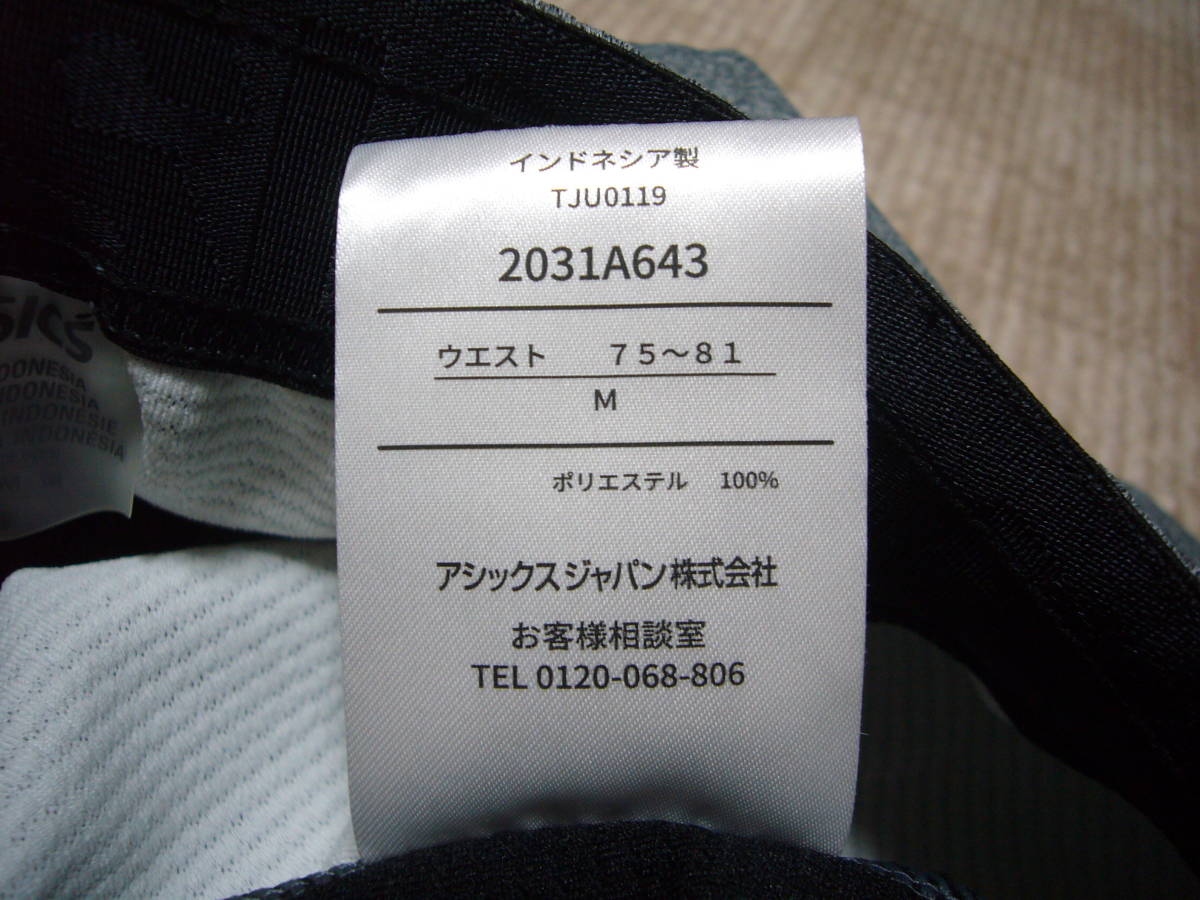 インドネシア製
TJU0119
2031A643
ウエスト　７５～８１
M
ポリエステル　100%
アシックスジャパン株式会社
お客様相談室
TEL 0120-068-806
INDONESIA